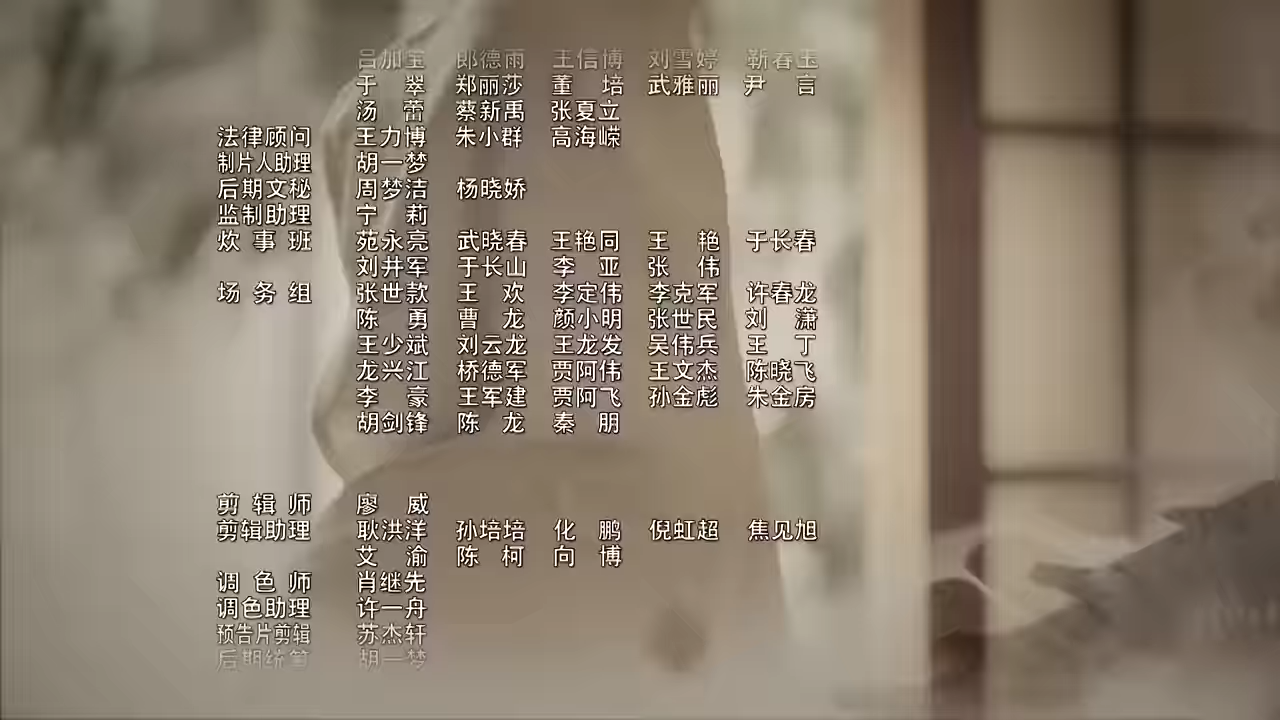 吕加宝 郎德雨 王信博 刘雪婷 靳春玉
于翠 郑丽莎 董培 武雅丽 尹言
汤蕾 蔡新禹 张夏立
法律顾问 王力博 朱小群 高海嵘
制片人助理 胡一梦
后期文秘 周梦洁 杨晓娇
监制助理 宁莉
炊事班 苑永亮 武晓春 王艳同 王艳 于长春
刘井军 于长山 李亚 张伟
场务组 张世款 王欢 李定伟 李克军 许春龙
陈勇 曹龙 颜小明 张世民 刘潇
王少斌 刘云龙 王龙发 吴伟兵 王丁
龙兴江 桥德军 贾阿伟 王文杰 陈晓飞
李豪 王军建 贾阿飞 孙金彪 朱金房
胡剑锋 陈龙 秦朋
剪辑师 廖威
剪辑助理 耿洪洋 孙培培 化鹏 倪虹超 焦见旭
艾渝 陈柯 向博
调色师 肖继先
调色助理 许一舟
预告片剪辑 苏杰轩
后期统筹 胡一梦